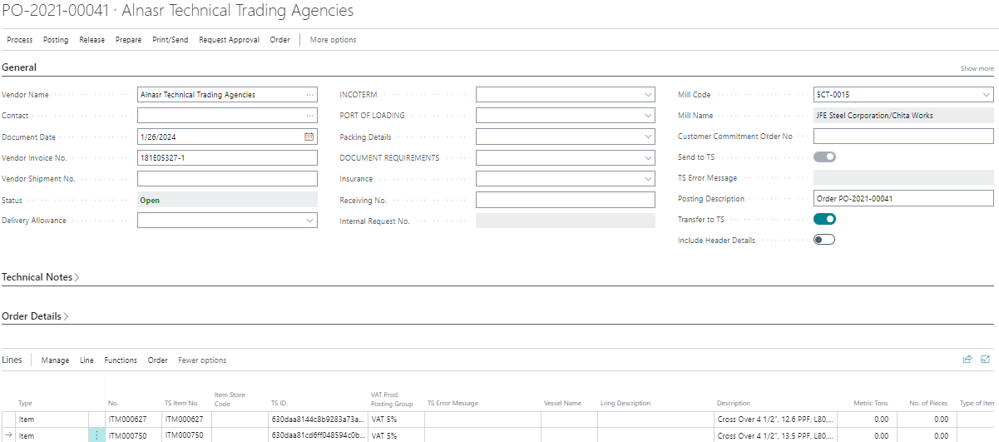 PO-2021-00041 · Alnasr Technical Trading Agencies
Process Posting Release Prepare Print/Send Request Approval Order More options
General Show more
Vendor Name Alnasr Technical Trading Agencies INCOTERM Mill Code 5CT-0015
Contact PORT OF LOADING Mill Name JFE Steel Corporation/Chita Works
Document Date 1/26/2024 Packing Details Customer Commitment Order No
Vendor Invoice No. 181E05327-1 DOCUMENT REQUIREMENTS Send to TS
Vendor Shipment No. Insurance TS Error Message
Status Open Receiving No. Posting Description Order PO-2021-00041
Delivery Allowance Internal Request No. Transfer to TS
Include Header Details
Technical Notes
Order Details
Lines Manage Line Functions Order Fewer options
Type No. TS Item No. Item Store Code TS ID. VAT Prod. Posting Group TS Error Message Vessel Name Long Description Description Metric Tons No. of Pieces Type of Iten
Item ITM000627 ITM000627 630daa8144c8b9283a73a... VAT 5% Cross Over 4 1/2", 12.6 PPF, L80,... 0.00 0.00
Item ITM000750 ITM000750 630daa81cd6ff048594c0b... VAT 5% Cross Over 4 1/2", 13.5 PPF, L80,... 0.00 0.00